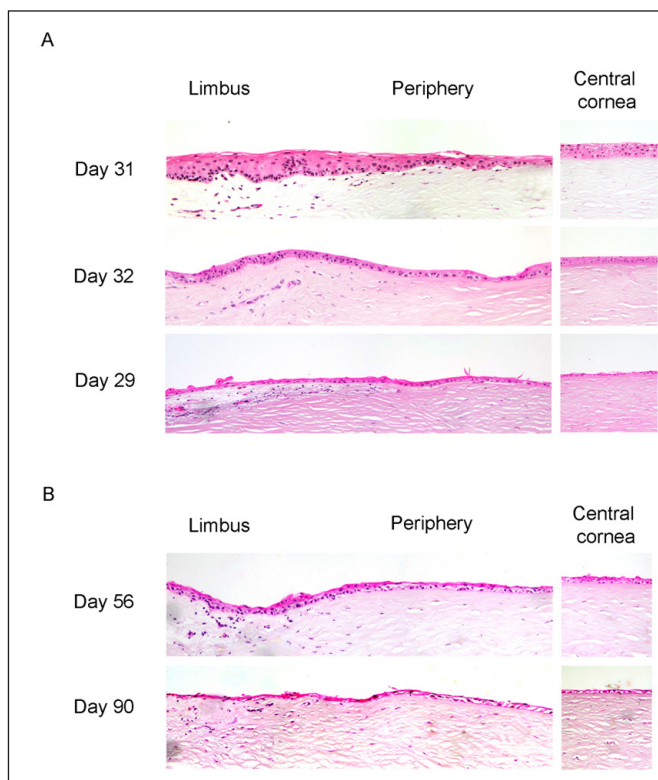 A
Limbus Periphery Central
cornea
Day 31
Day 32
Day 29
B
Limbus Periphery Central
cornea
Day 56
Day 90